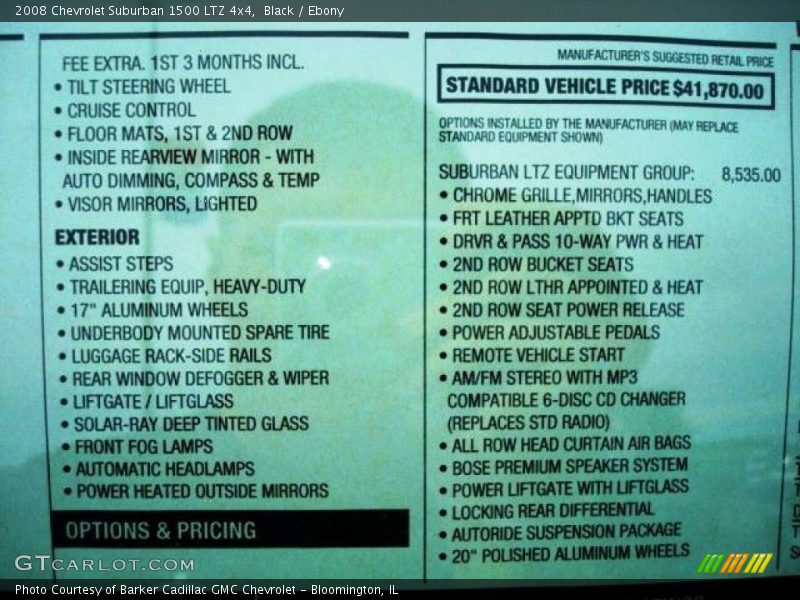 2008 Chevrolet Suburban 1500 LTZ 4x4, Black / Ebony
FEE EXTRA. 1ST 3 MONTHS INCL.
• TILT STEERING WHEEL
• CRUISE CONTROL
• FLOOR MATS, 1ST & 2ND ROW
• INSIDE REARVIEW MIRROR - WITH
AUTO DIMMING, COMPASS & TEMP
• VISOR MIRRORS, LIGHTED
EXTERIOR
• ASSIST STEPS
• TRAILERING EQUIP, HEAVY-DUTY
• 17" ALUMINUM WHEELS
• UNDERBODY MOUNTED SPARE TIRE
• LUGGAGE RACK-SIDE RAILS
• REAR WINDOW DEFOGGER & WIPER
• LIFTGATE / LIFTGLASS
• SOLAR-RAY DEEP TINTED GLASS
• FRONT FOG LAMPS
• AUTOMATIC HEADLAMPS
• POWER HEATED OUTSIDE MIRRORS
OPTIONS & PRICING
MANUFACTURER'S SUGGESTED RETAIL PRICE
STANDARD VEHICLE PRICE $41,870.00
OPTIONS INSTALLED BY THE MANUFACTURER (MAY REPLACE
STANDARD EQUIPMENT SHOWN)
SUBURBAN LTZ EQUIPMENT GROUP: 8,535.00
• CHROME GRILLE,MIRRORS,HANDLES
• FRT LEATHER APPTD BKT SEATS
• DRVR & PASS 10-WAY PWR & HEAT
• 2ND ROW BUCKET SEATS
• 2ND ROW LTHR APPOINTED & HEAT
• 2ND ROW SEAT POWER RELEASE
• POWER ADJUSTABLE PEDALS
• REMOTE VEHICLE START
• AM/FM STEREO WITH MP3
COMPATIBLE 6-DISC CD CHANGER
(REPLACES STD RADIO)
• ALL ROW HEAD CURTAIN AIR BAGS
• BOSE PREMIUM SPEAKER SYSTEM
• POWER LIFTGATE WITH LIFTGLASS
• LOCKING REAR DIFFERENTIAL
• AUTORIDE SUSPENSION PACKAGE
• 20" POLISHED ALUMINUM WHEELS
GTCARLOT.COM
Photo Courtesy of Barker Cadillac GMC Chevrolet - Bloomington, IL